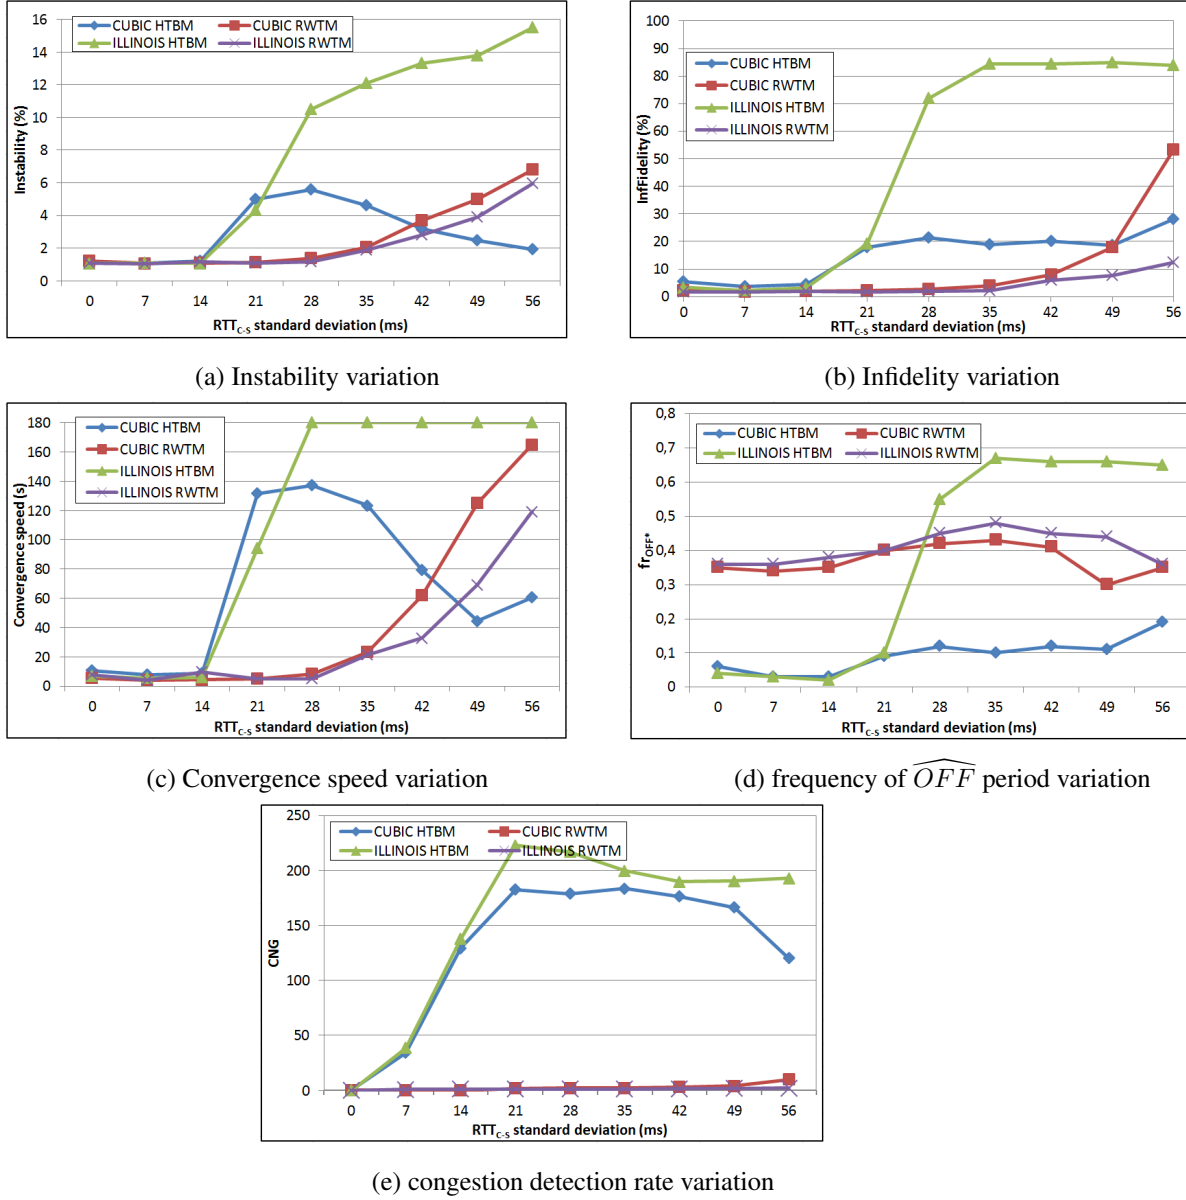 CUBIC HTBM
CUBIC RWTM
ILLINOIS HTBM
ILLINOIS RWTM
Instability (%)
16
14
12
10
8
6
4
2
0
0 7 14 21 28 35 42 49 56
RTTC-S standard deviation (ms)
(a) Instability variation
CUBIC HTBM
CUBIC RWTM
ILLINOIS HTBM
ILLINOIS RWTM
InfFidelity (%)
100
90
80
70
60
50
40
30
20
10
0
0 7 14 21 28 35 42 49 56
RTTC-S standard deviation (ms)
(b) Infidelity variation
CUBIC HTBM
CUBIC RWTM
ILLINOIS HTBM
ILLINOIS RWTM
Convergence speed (s)
180
160
140
120
100
80
60
40
20
0
0 7 14 21 28 35 42 49 56
RTTC-S standard deviation (ms)
(c) Convergence speed variation
CUBIC HTBM
CUBIC RWTM
ILLINOIS HTBM
ILLINOIS RWTM
frOFF*
0,8
0,7
0,6
0,5
0,4
0,3
0,2
0,1
0
0 7 14 21 28 35 42 49 56
RTTC-S standard deviation (ms)
(d) frequency of OFF period variation
CUBIC HTBM
CUBIC RWTM
ILLINOIS HTBM
ILLINOIS RWTM
CNG
250
200
150
100
50
0
0 7 14 21 28 35 42 49 56
RTTC-S standard deviation (ms)
(e) congestion detection rate variation